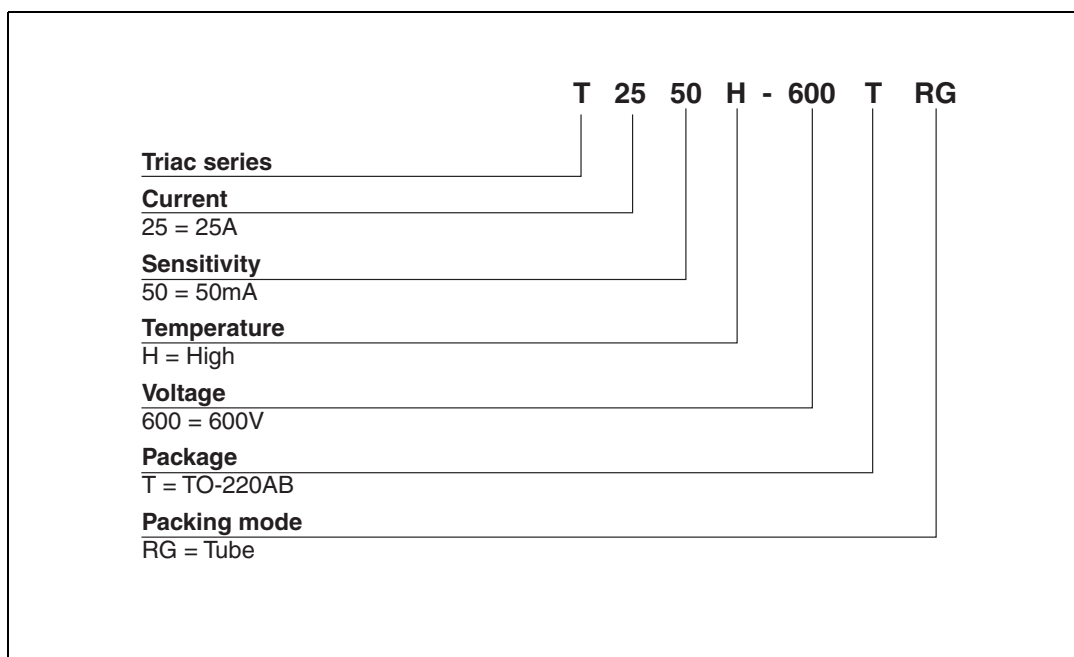 T 25 50 H - 600 T RG
Triac series
Current
25 = 25A
Sensitivity
50 = 50mA
Temperature
H = High
Voltage
600 = 600V
Package
T = TO-220AB
Packing mode
RG = Tube